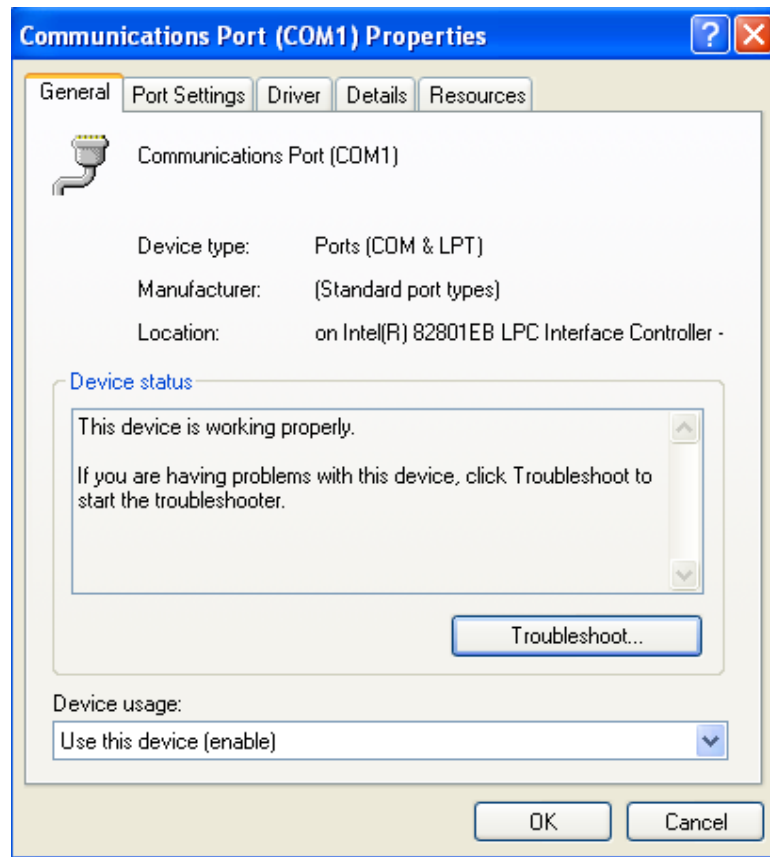 Communications Port (COM1) Properties
?
General Port Settings Driver Details Resources
Communications Port (COM1)
Device type: Ports (COM & LPT)
Manufacturer: (Standard port types)
Location: on Intel(R) 82801EB LPC Interface Controller -
Device status
This device is working properly.
If you are having problems with this device, click Troubleshoot to
start the troubleshooter.
Troubleshoot...
Device usage:
Use this device (enable)
OK Cancel